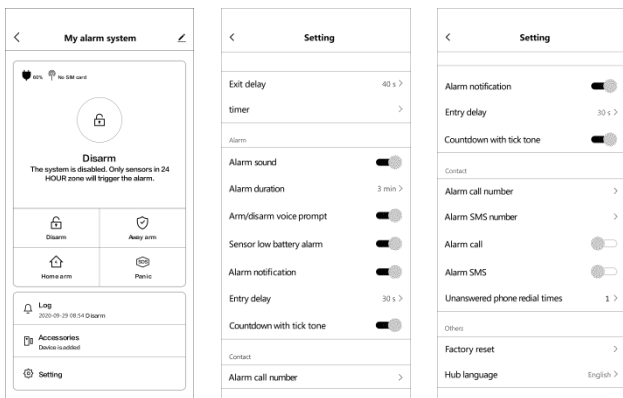 My alarm system
60% No SIM card
Disarm
The system is disabled. Only sensors in 24
HOUR zone will trigger the alarm.
Disarm
Away arm
Home arm
SOS
Panic
Log
2020-09-29 08:54 Disarm
Accessories
Device is added
Setting
Setting
Exit delay 40 s >
timer >
Alarm
Alarm sound
Alarm duration 3 min >
Arm/disarm voice prompt
Sensor low battery alarm
Alarm notification
Entry delay 30 s >
Countdown with tick tone
Contact
Alarm call number >
Setting
Alarm notification
Entry delay 30 s >
Countdown with tick tone
Contact
Alarm call number >
Alarm SMS number >
Alarm call
Alarm SMS
Unanswered phone redial times 1 >
Others
Factory reset >
Hub language English >